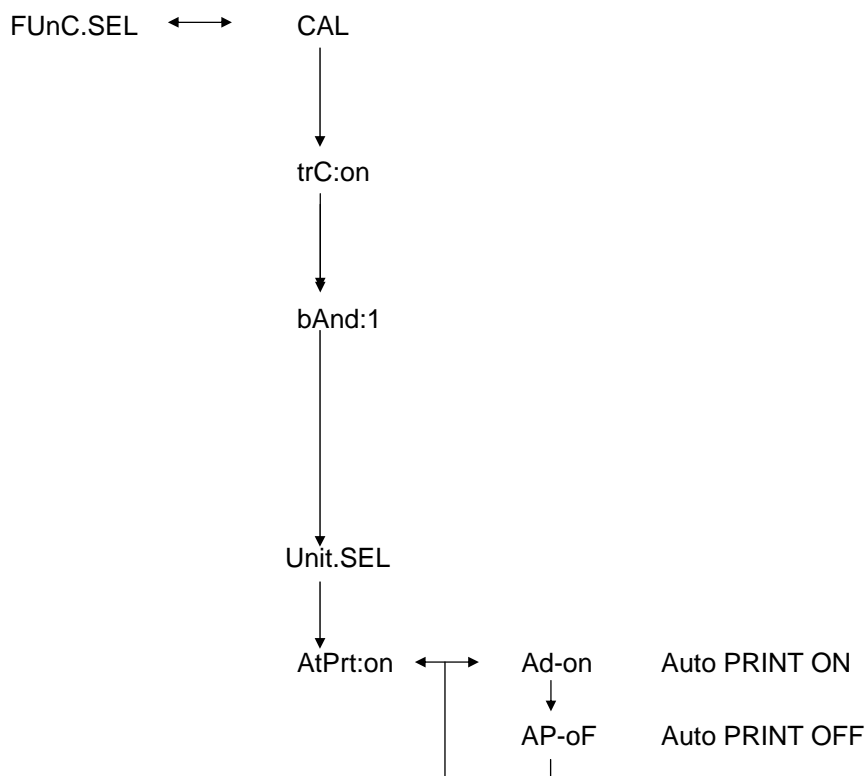 FUnC.SEL CAL
trC:on
bAnd:1
Unit.SEL
AtPrt:on Ad-on Auto PRINT ON
AP-oF Auto PRINT OFF